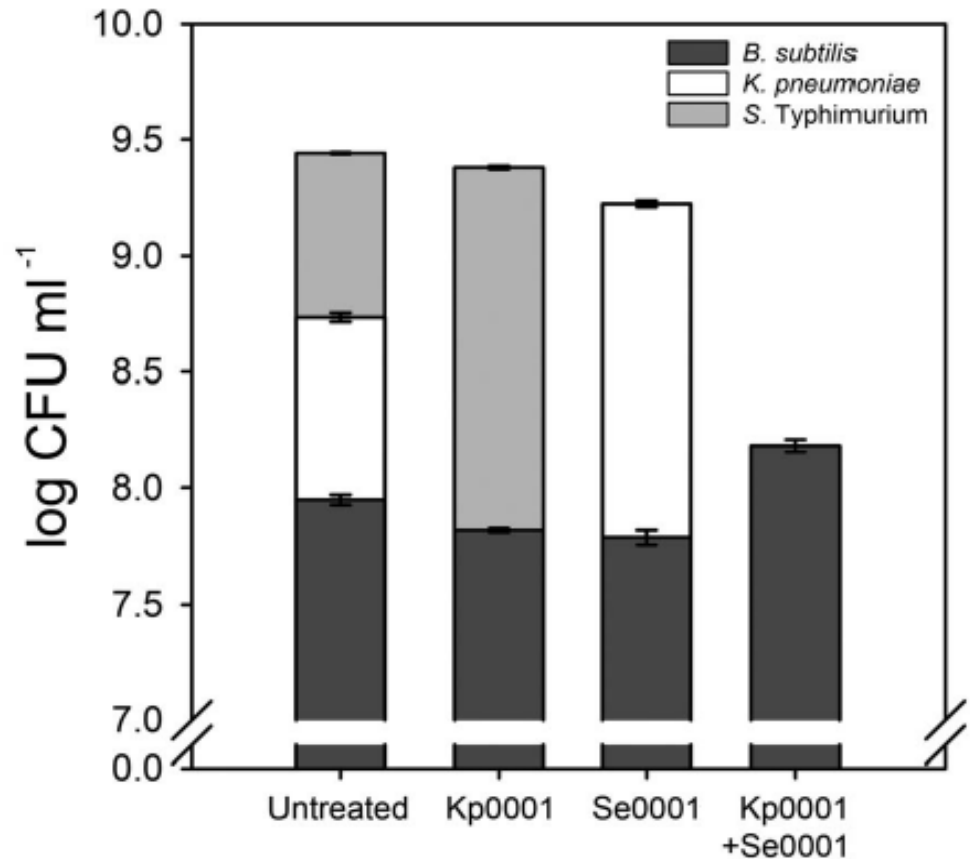 10.0
9.5
9.0
8.5
8.0
7.5
7.0
0.0
log CFU ml⁻¹
B. subtilis
K. pneumoniae
S. Typhimurium
Untreated
Kp0001
Se0001
Kp0001
+Se0001